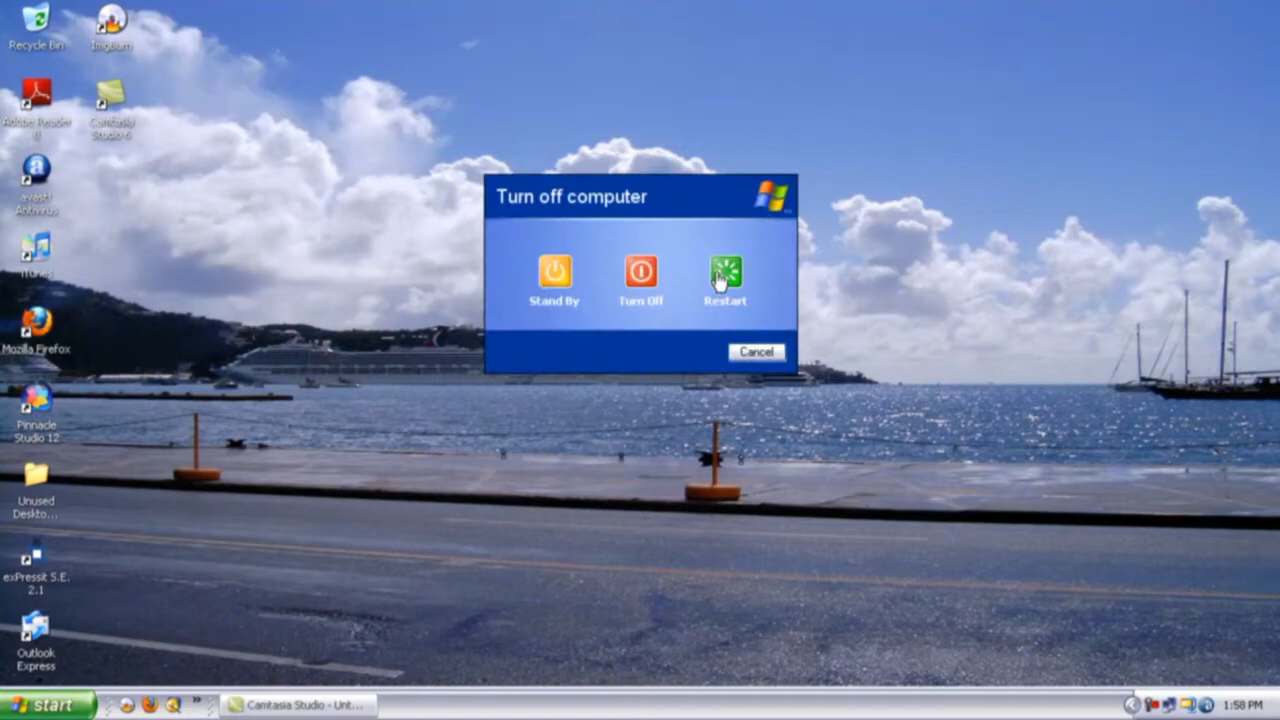 Recycle Bin
ImgBurn
Adobe Reader
8
Camtasia
Studio 6
avast!
Antivirus
iTunes
Mozilla Firefox
Pinnacle
Studio 12
Unused
Deskto...
exPressit S.E.
2.1
Outlook
Express
Turn off computer
Stand By
Turn Off
Restart
Cancel
start
Camtasia Studio - Unt...
1:58 PM